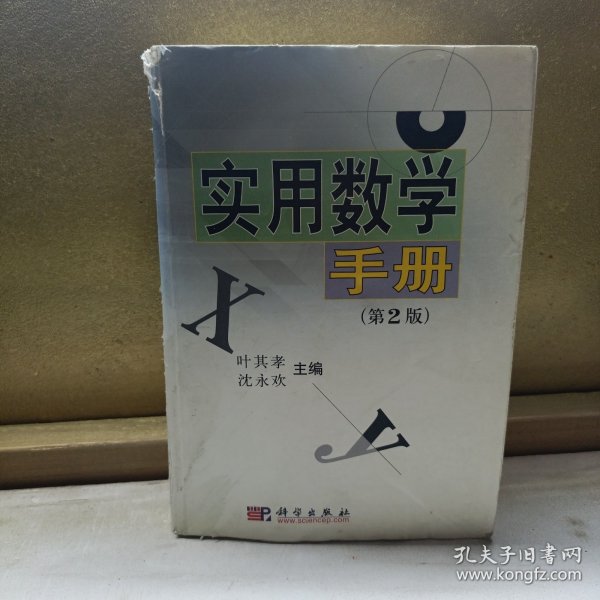 实用数学
手册
(第2版)
X
叶其孝
沈永欢
主编
y
科学出版社
www.sciencep.com
孔夫子旧书网
www.kongfz.com